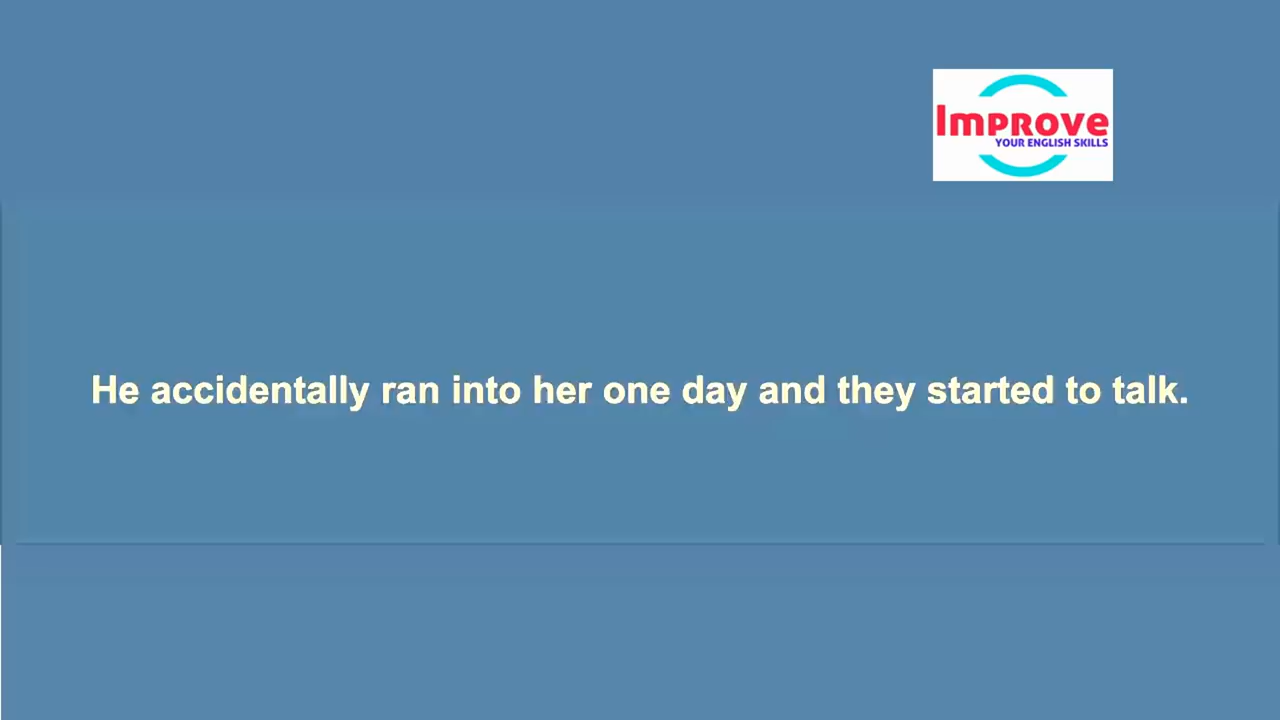 Improve
YOUR ENGLISH SKILLS
He accidentally ran into her one day and they started to talk.